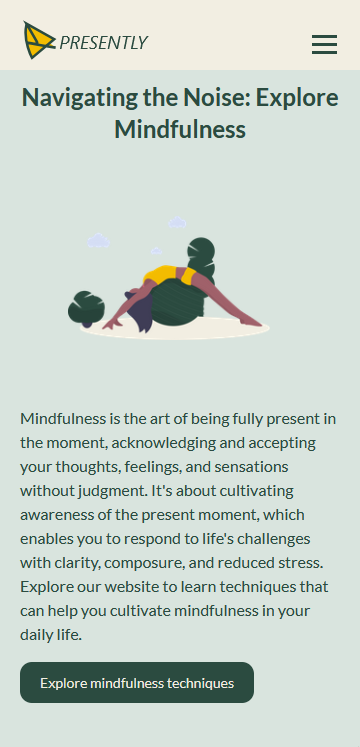 PRESENTLY
Navigating the Noise: Explore
Mindfulness
Mindfulness is the art of being fully present in
the moment, acknowledging and accepting
your thoughts, feelings, and sensations
without judgment. It's about cultivating
awareness of the present moment, which
enables you to respond to life's challenges
with clarity, composure, and reduced stress.
Explore our website to learn techniques that
can help you cultivate mindfulness in your
daily life.
Explore mindfulness techniques